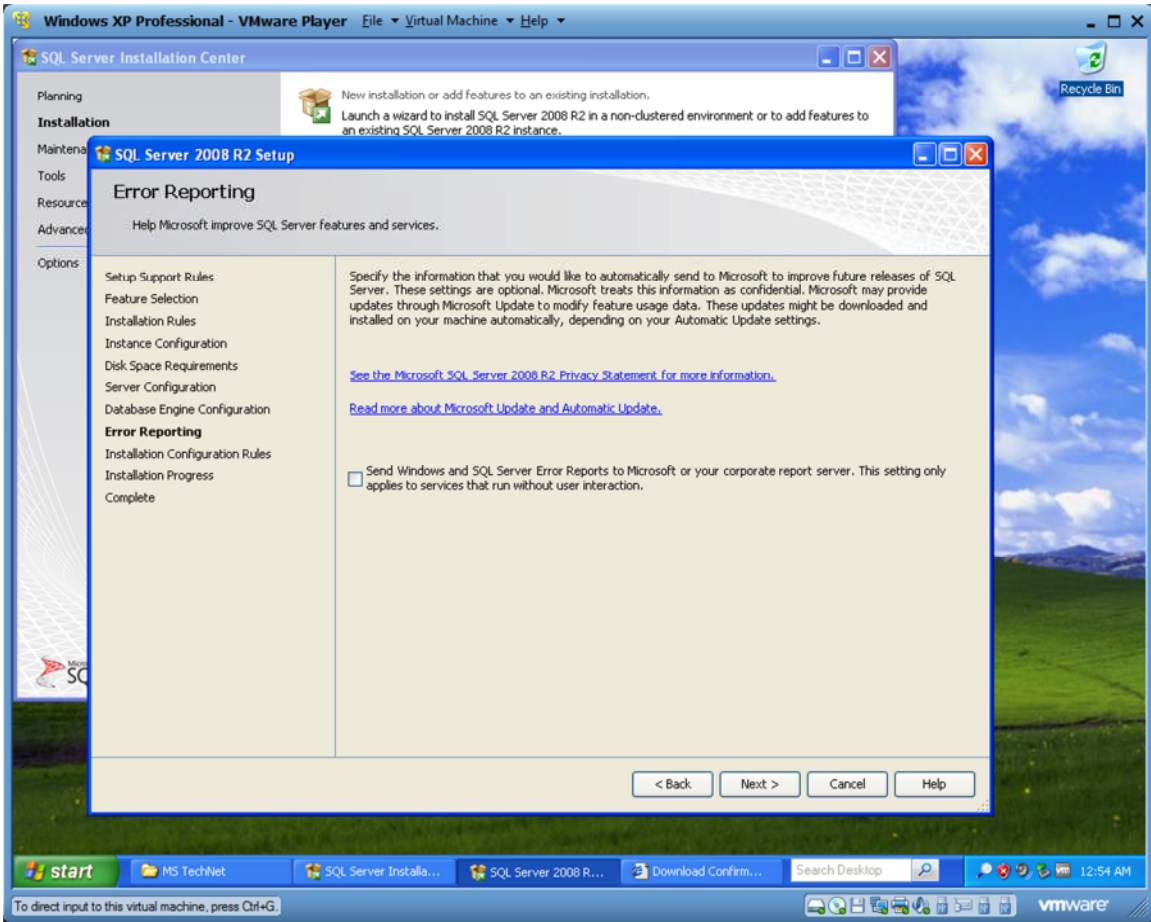 Windows XP Professional - VMware Player File Virtual Machine Help
SQL Server Installation Center
Recycle Bin
Planning
Installation
Maintena
Tools
Resource
Advanced
Options
New installation or add features to an existing installation.
Launch a wizard to install SQL Server 2008 R2 in a non-clustered environment or to add features to
an existing SQL Server 2008 R2 instance.
SQL Server 2008 R2 Setup
Error Reporting
Help Microsoft improve SQL Server features and services.
Setup Support Rules
Feature Selection
Installation Rules
Instance Configuration
Disk Space Requirements
Server Configuration
Database Engine Configuration
Error Reporting
Installation Configuration Rules
Installation Progress
Complete
Specify the information that you would like to automatically send to Microsoft to improve future releases of SQL
Server. These settings are optional. Microsoft treats this information as confidential. Microsoft may provide
updates through Microsoft Update to modify feature usage data. These updates might be downloaded and
installed on your machine automatically, depending on your Automatic Update settings.
See the Microsoft SQL Server 2008 R2 Privacy Statement for more information.
Read more about Microsoft Update and Automatic Update.
Send Windows and SQL Server Error Reports to Microsoft or your corporate report server. This setting only
applies to services that run without user interaction.
Micro
SQ
< Back Next > Cancel Help
start MS TechNet SQL Server Installa... SQL Server 2008 R... Download Confirm... Search Desktop 12:54 AM
To direct input to this virtual machine, press Ctrl+G. vmware